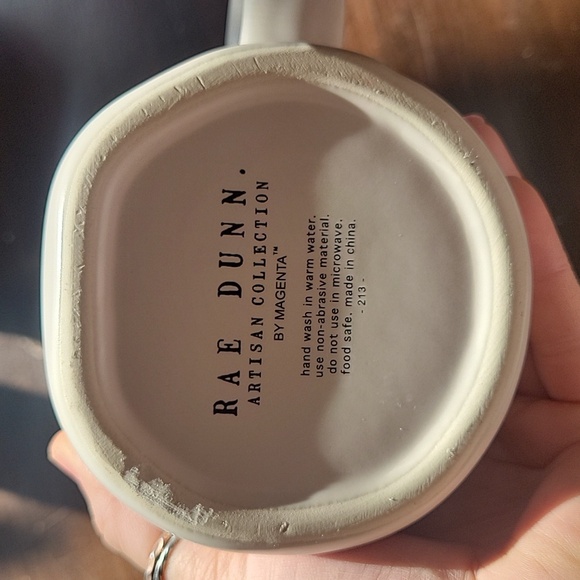 RAE DUNN.
ARTISAN COLLECTION
BY MAGENTA™
hand wash in warm water.
use non-abrasive material.
do not use in microwave.
food safe. made in china.
- 213 -